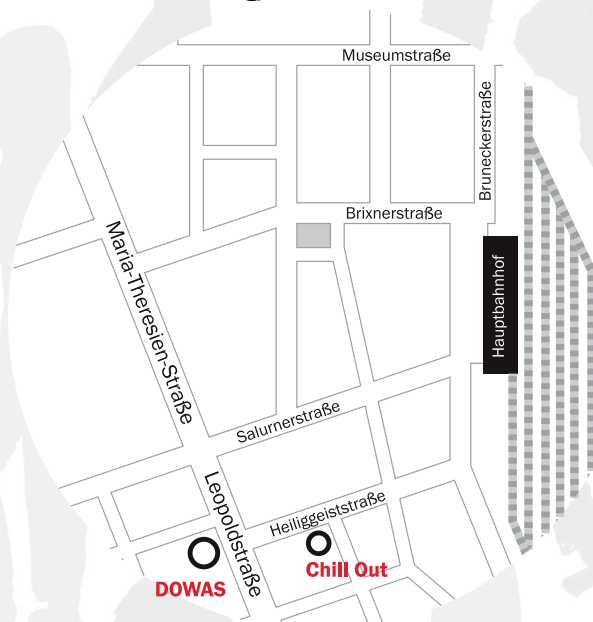 Museumstraße
Bruneckerstraße
Brixnerstraße
Maria-Theresien-Straße
Hauptbahnhof
Salurnerstraße
Leopoldstraße
Heiliggeiststraße
Chill Out
DOWAS